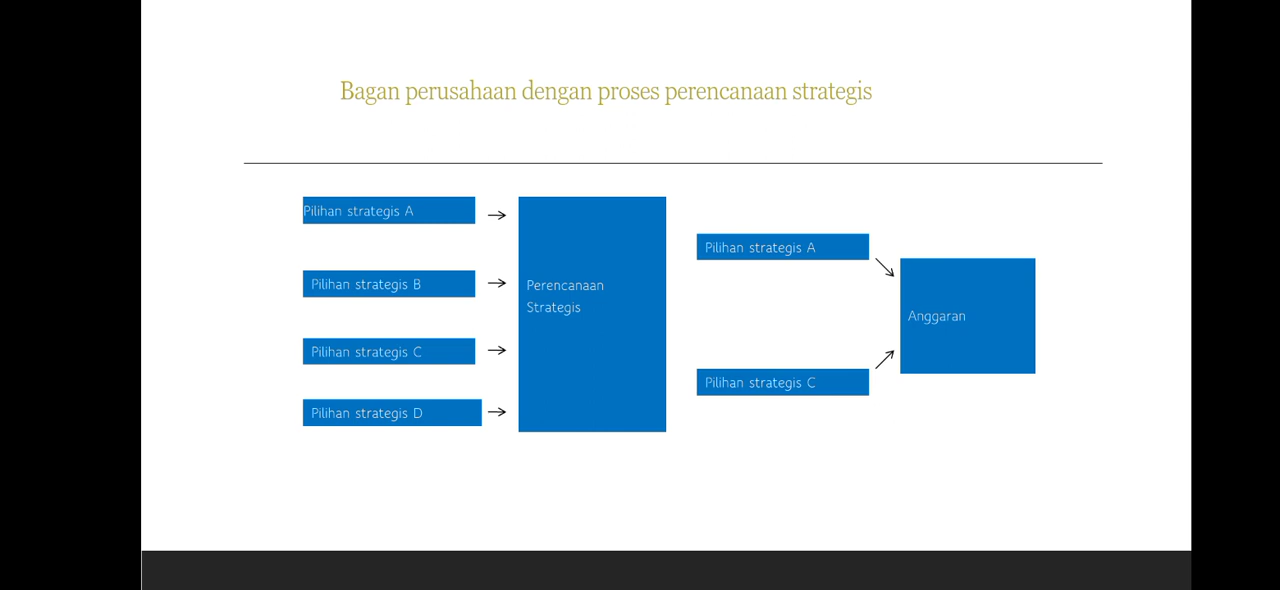 Bagan perusahaan dengan proses perencanaan strategis
Pilihan strategis A
Pilihan strategis B
Pilihan strategis C
Pilihan strategis D
Perencanaan
Strategis
Pilihan strategis A
Pilihan strategis C
Anggaran